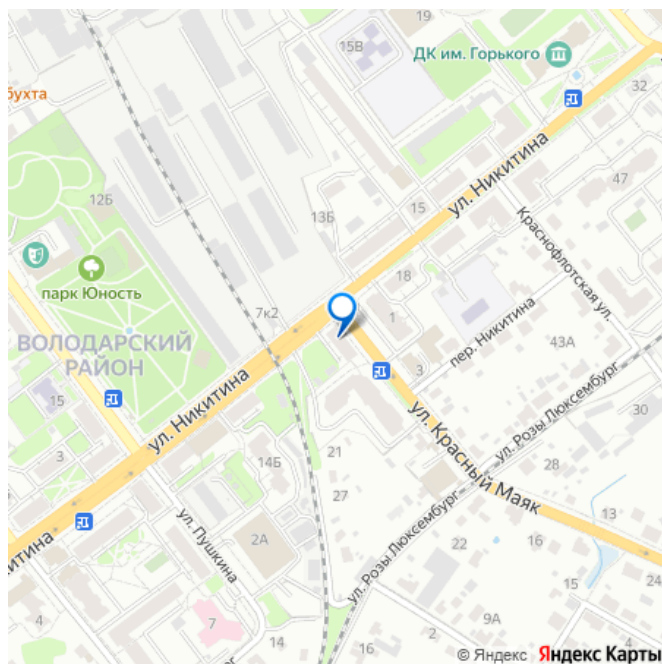 19
15В
ДК им. Горького
бухта
32
ул. Никитина
12Б
47
15
13Б
Краснофлотская ул.
парк Юность
18
7к2
1
ВОЛОДАРСКИЙ
РАЙОН
пер. Никитина
43А
3
15
ул. Никитина
ул. Розы Люксембург
30
ул. Красный Маяк
3
21
14Б
28
27
ул. Пушкина
13
2А
22
16
икитина
ул. Розы Люксембург
15
4
7
14
16
2
9А
4
© Яндекс Яндекс Карты